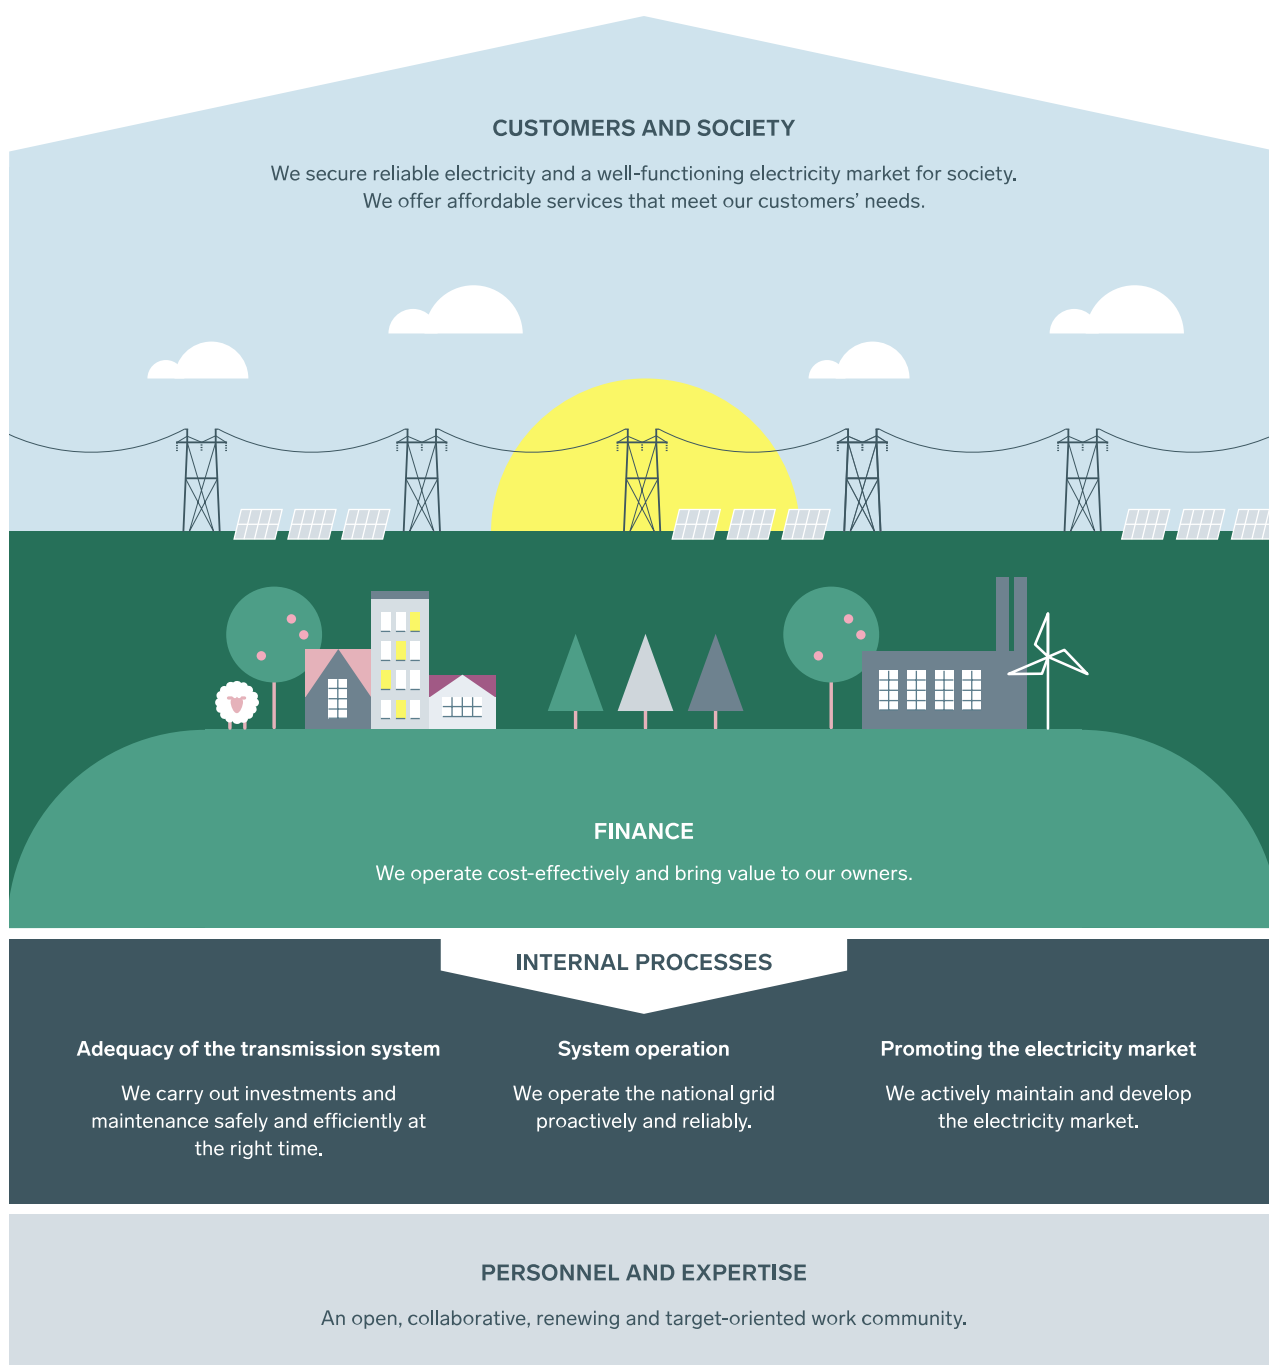 CUSTOMERS AND SOCIETY
We secure reliable electricity and a well-functioning electricity market for society.
We offer affordable services that meet our customers’ needs.
FINANCE
We operate cost-effectively and bring value to our owners.
INTERNAL PROCESSES
Adequacy of the transmission system
We carry out investments and
maintenance safely and efficiently at
the right time.
System operation
We operate the national grid
proactively and reliably.
Promoting the electricity market
We actively maintain and develop
the electricity market.
PERSONNEL AND EXPERTISE
An open, collaborative, renewing and target-oriented work community.